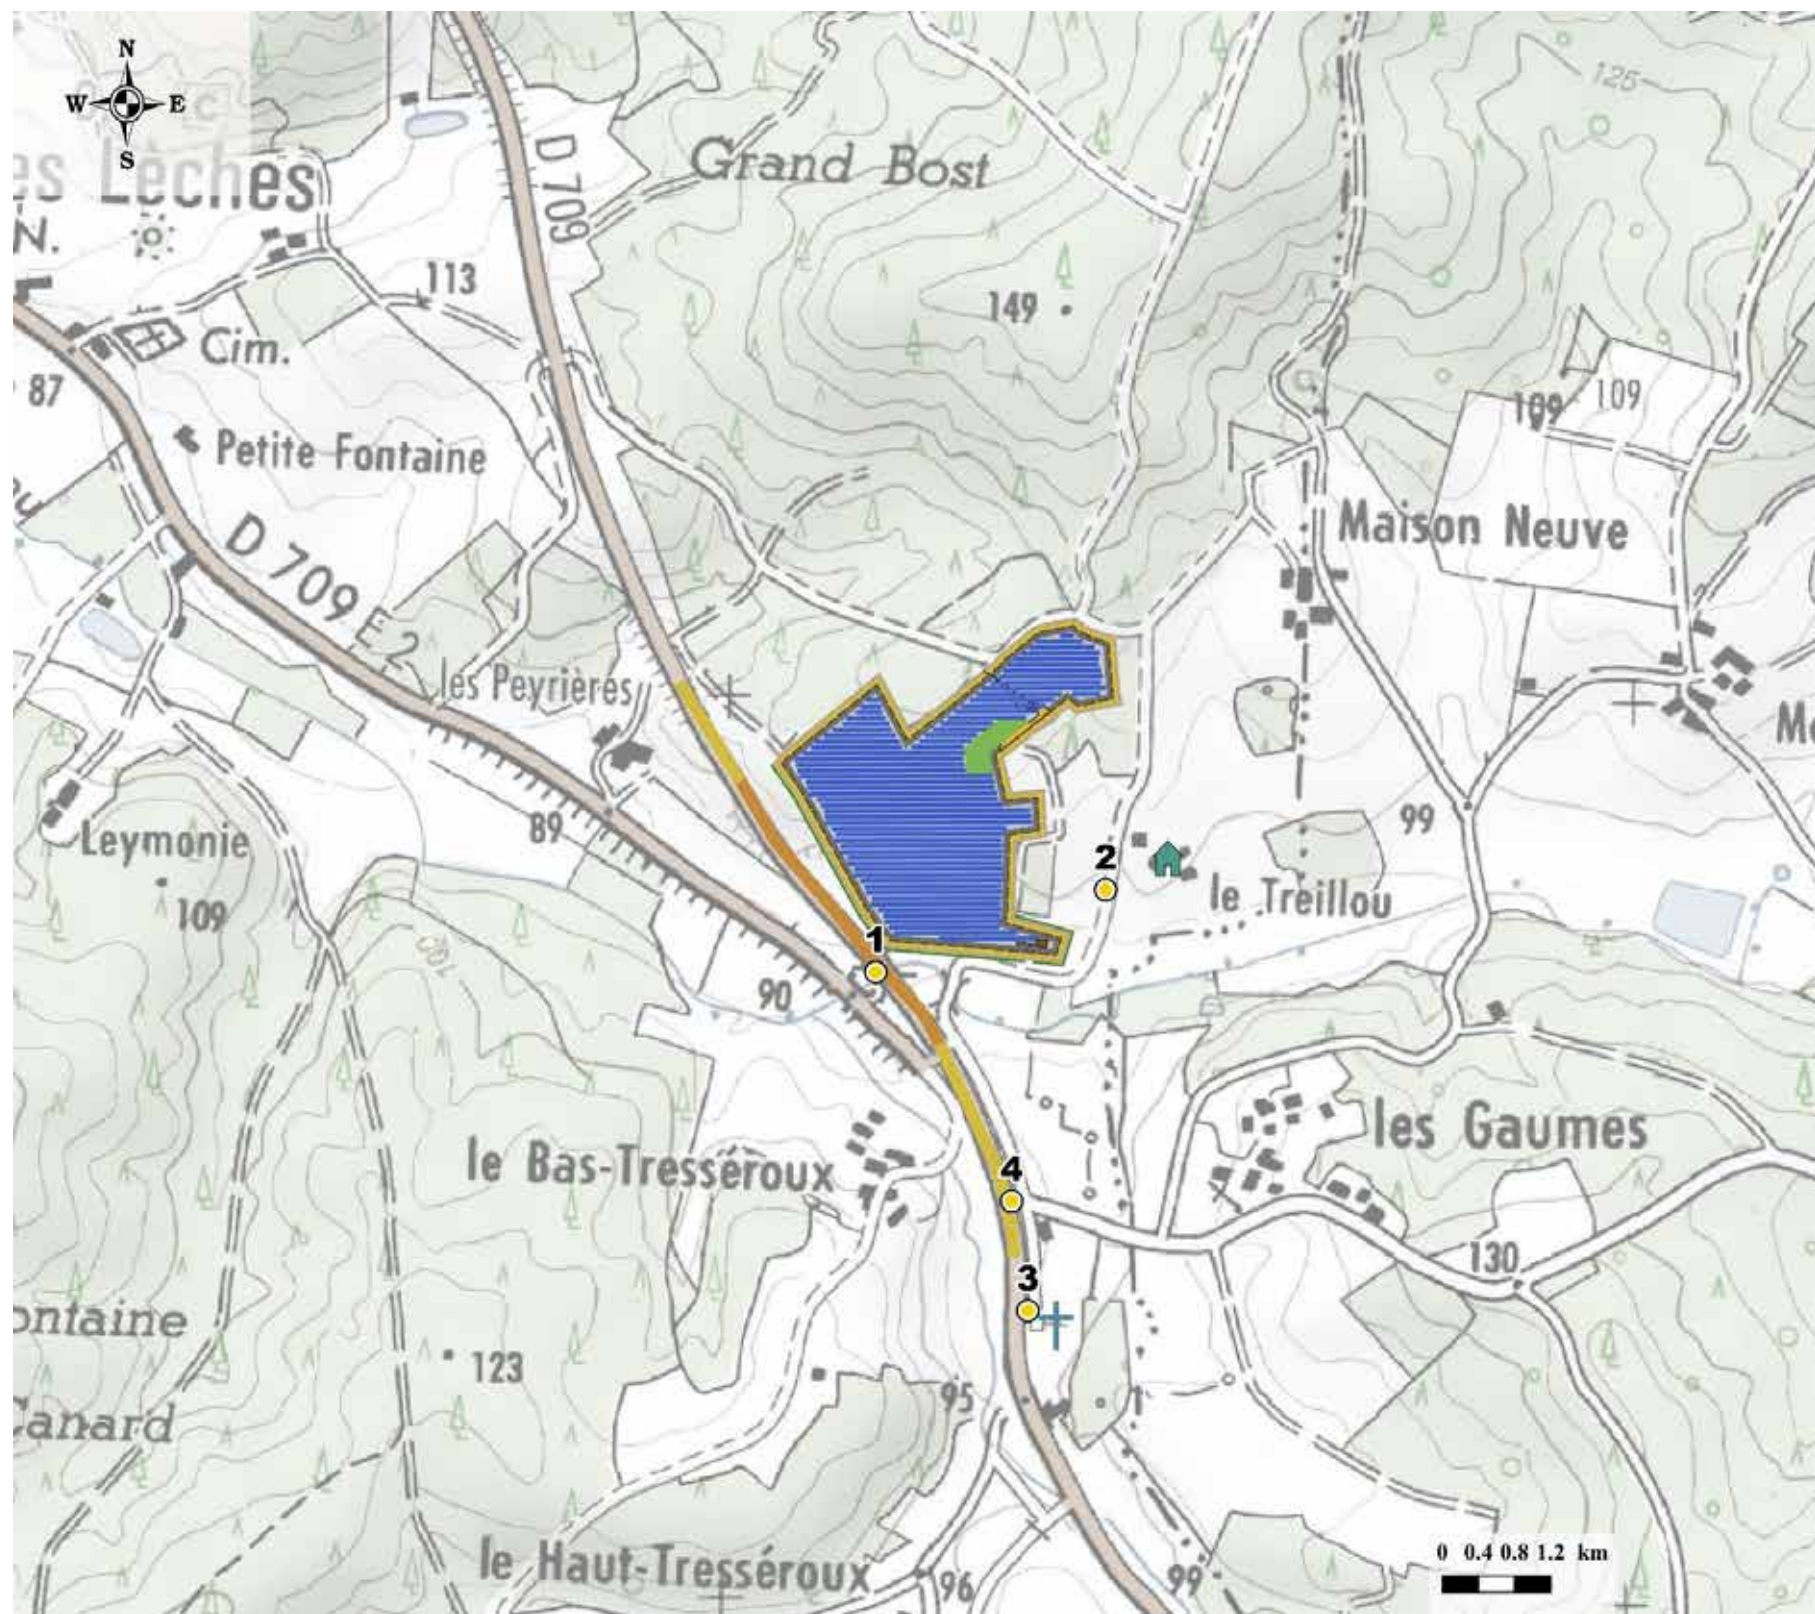 N
W E
S
125
Grand Bost
D 709
es Lèches
N.
113
149
Cim.
87
109
109
Petite Fontaine
Maison Neuve
D 709 E 2
les Peyrières
89
Leymonie
99
2
le Treillou
109
1
90
les Gaumes
le Bas-Tresséroux
4
130
3
ontaine
123
95
Canard
le Haut-Tresséroux
96
99
0 0.4 0.8 1.2 km